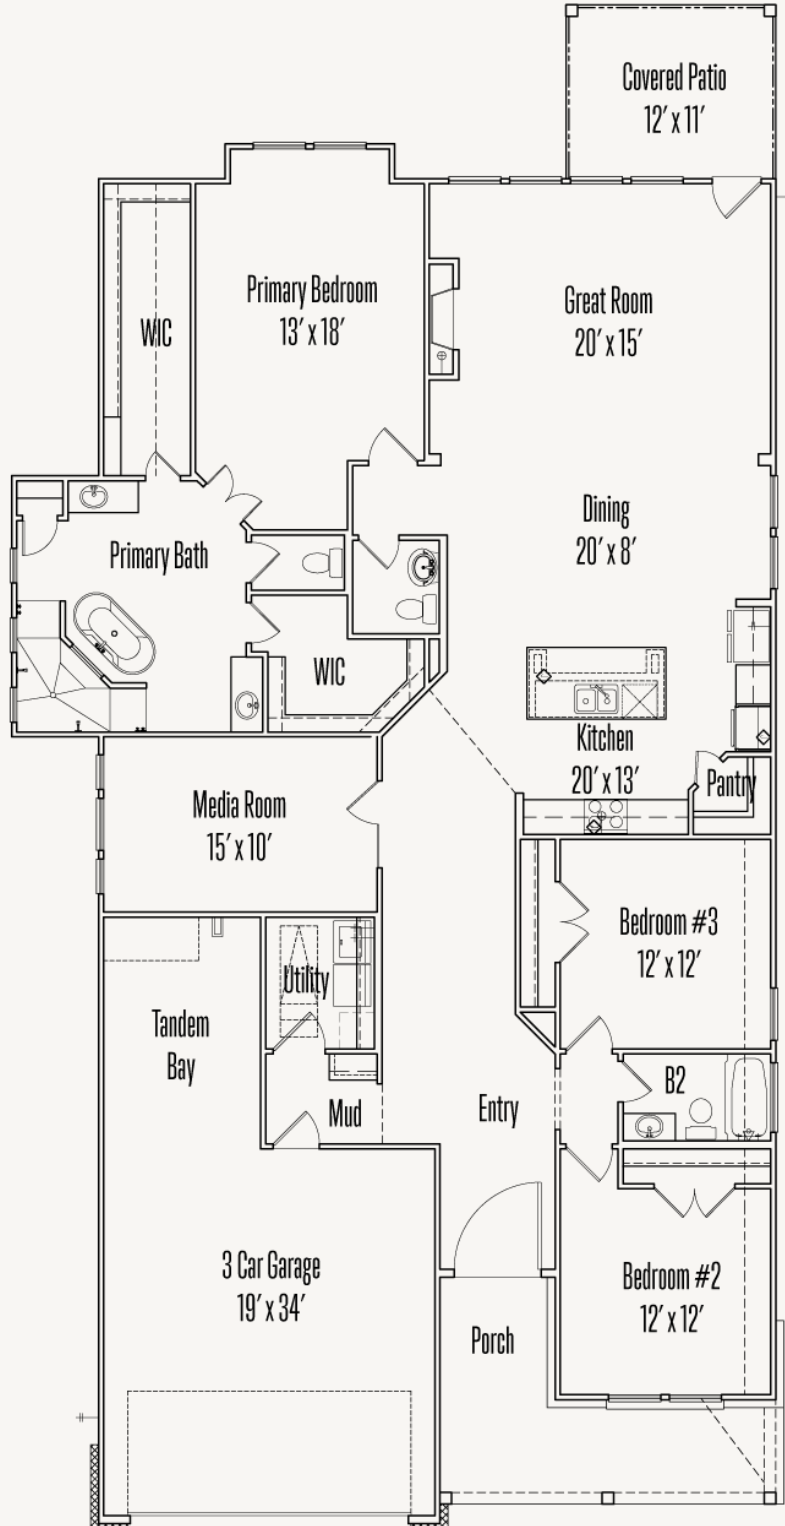 Covered Patio
12′ x 11′
Primary Bedroom
13′ x 18′
WIC
Great Room
20′ x 15′
Dining
20′ x 8′
Primary Bath
WIC
Kitchen
20′ x 13′
Pantry
Media Room
15′ x 10′
Bedroom #3
12′ x 12′
Utility
Tandem
Bay
B2
Mud
Entry
3 Car Garage
19′ x 34′
Bedroom #2
12′ x 12′
Porch